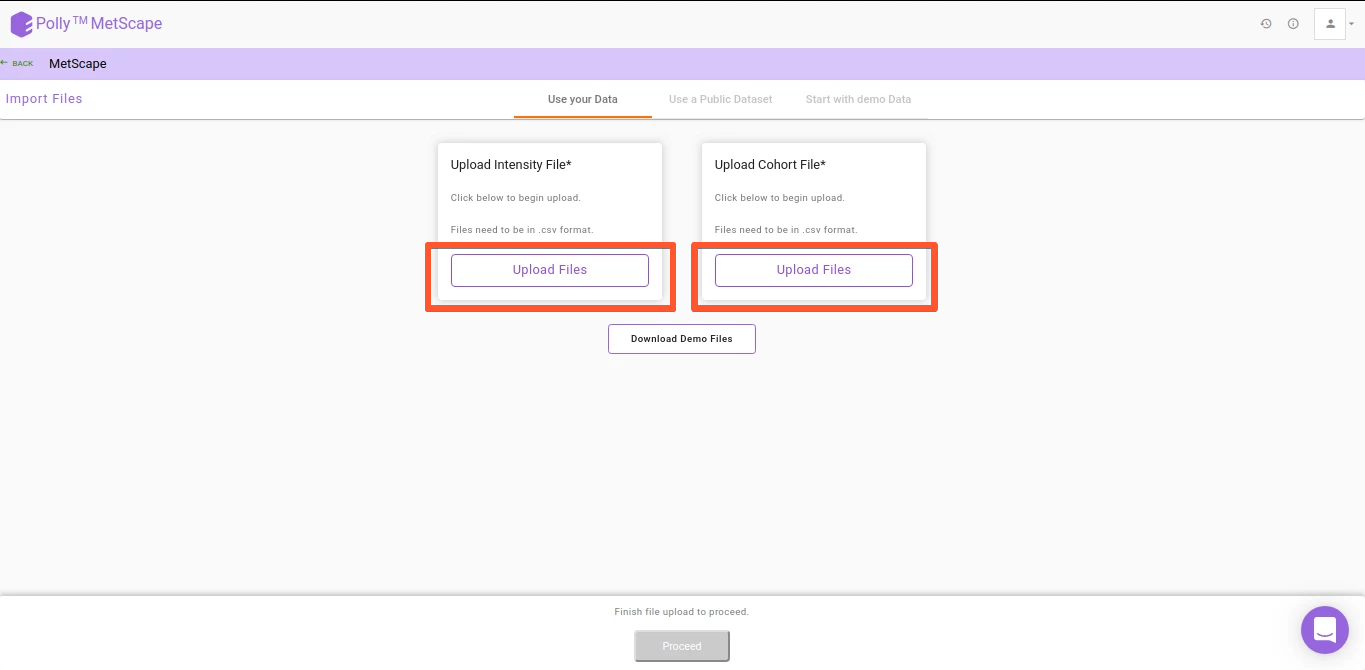 Polly™ MetScape
BACK MetScape
Import Files
Use your Data Use a Public Dataset Start with demo Data
Upload Intensity File*
Click below to begin upload.
Files need to be in .csv format.
Upload Files
Upload Cohort File*
Click below to begin upload.
Files need to be in .csv format.
Upload Files
Download Demo Files
Finish file upload to proceed.
Proceed